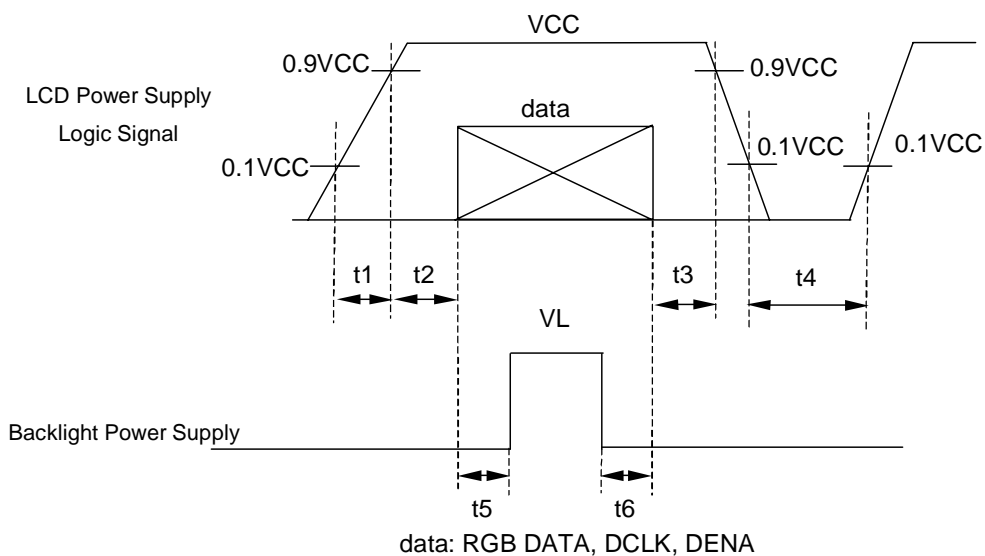 VCC
0.9VCC
0.9VCC
LCD Power Supply
Logic Signal
data
0.1VCC
0.1VCC
0.1VCC
t1
t2
t3
t4
VL
Backlight Power Supply
t5
t6
data: RGB DATA, DCLK, DENA